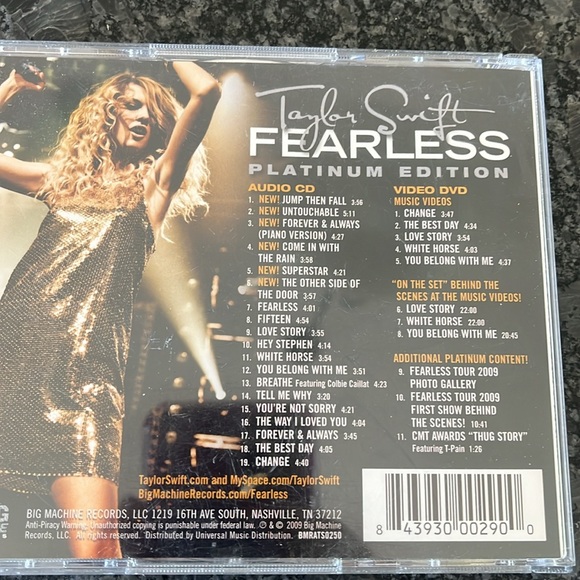 Taylor Swift
FEARLESS
PLATINUM EDITION
AUDIO CD
1. NEW! JUMP THEN FALL 3:56
2. NEW! UNTOUCHABLE 5:11
3. NEW! FOREVER & ALWAYS
(PIANO VERSION) 4:27
4. NEW! COME IN WITH
THE RAIN 3:58
5. NEW! SUPERSTAR 4:21
6. NEW! THE OTHER SIDE OF
THE DOOR 3:57
7. FEARLESS 4:01
8. FIFTEEN 4:54
9. LOVE STORY 3:55
10. HEY STEPHEN 4:14
11. WHITE HORSE 3:54
12. YOU BELONG WITH ME 3:51
13. BREATHE Featuring Colbie Caillat 4:23
14. TELL ME WHY 3:20
15. YOU'RE NOT SORRY 4:21
16. THE WAY I LOVED YOU 4:04
17. FOREVER & ALWAYS 3:45
18. THE BEST DAY 4:05
19. CHANGE 4:40
VIDEO DVD
MUSIC VIDEOS
1. CHANGE 3:47
2. THE BEST DAY 4:34
3. LOVE STORY 3:54
4. WHITE HORSE 4:03
5. YOU BELONG WITH ME 4:37
"ON THE SET" BEHIND THE
SCENES AT THE MUSIC VIDEOS!
6. LOVE STORY 22:00
7. WHITE HORSE 22:00
8. YOU BELONG WITH ME 20:45
ADDITIONAL PLATINUM CONTENT!
9. FEARLESS TOUR 2009
PHOTO GALLERY
10. FEARLESS TOUR 2009
FIRST SHOW BEHIND
THE SCENES! 10:41
11. CMT AWARDS "THUG STORY"
Featuring T-Pain 1:26
TaylorSwift.com and MySpace.com/TaylorSwift
BigMachineRecords.com/Fearless
BIG MACHINE RECORDS, LLC 1219 16TH AVE SOUTH, NASHVILLE, TN 37212
Anti-Piracy Warning: Unauthorized copying is punishable under federal law. ℗ & © 2009 Big Machine
Records, LLC. All rights reserved. Distributed by Universal Music Distribution. BMRATS0250
8 43930 00290 0